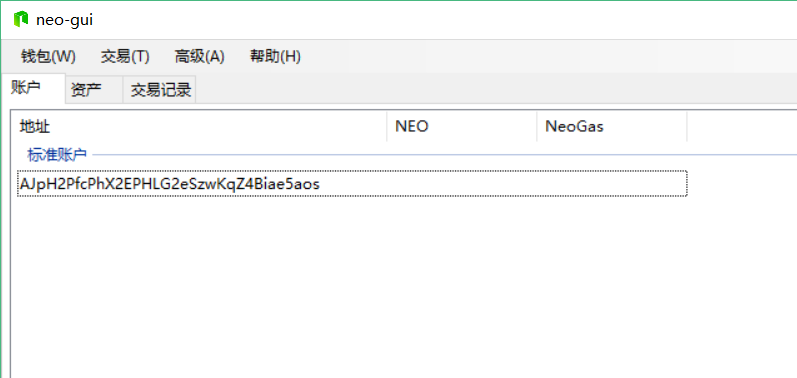 neo-gui
钱包(W) 交易(T) 高级(A) 帮助(H)
账户 资产 交易记录
地址 NEO NeoGas
标准账户
AJpH2PfcPhX2EPHLG2eSzwKqZ4Biae5aos